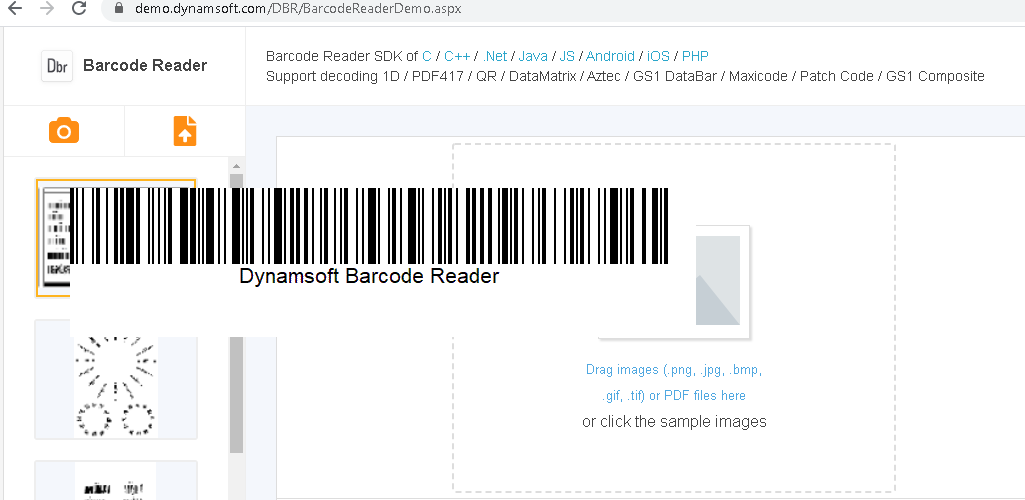 demo.dynamsoft.com/DBR/BarcodeReaderDemo.aspx
Dbr Barcode Reader
Barcode Reader SDK of C / C++ / .Net / Java / JS / Android / iOS / PHP
Support decoding 1D / PDF417 / QR / DataMatrix / Aztec / GS1 DataBar / Maxicode / Patch Code / GS1 Composite
Dynamsoft Barcode Reader
Drag images (.png, .jpg, .bmp,
.gif, .tif) or PDF files here
or click the sample images